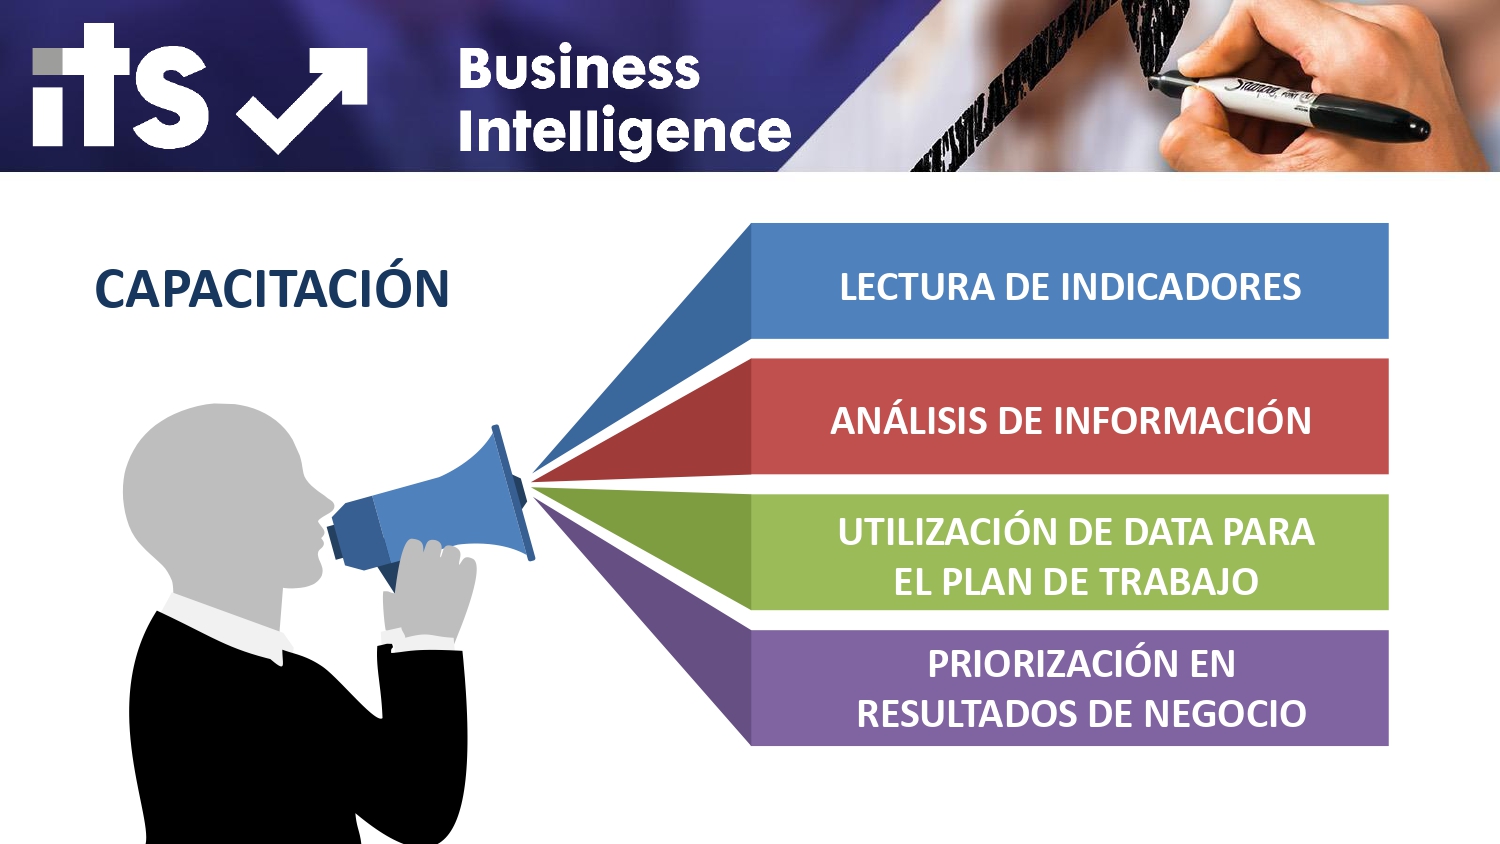 its
Business
Intelligence
CAPACITACIÓN
LECTURA DE INDICADORES
ANÁLISIS DE INFORMACIÓN
UTILIZACIÓN DE DATA PARA
EL PLAN DE TRABAJO
PRIORIZACIÓN EN
RESULTADOS DE NEGOCIO